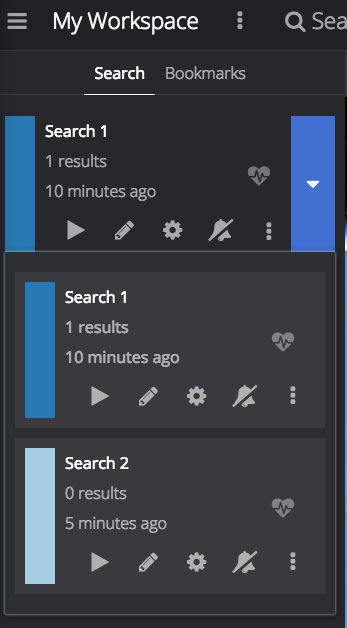 My Workspace
Sea
Search Bookmarks
Search 1
1 results
10 minutes ago
Search 1
1 results
10 minutes ago
Search 2
0 results
5 minutes ago